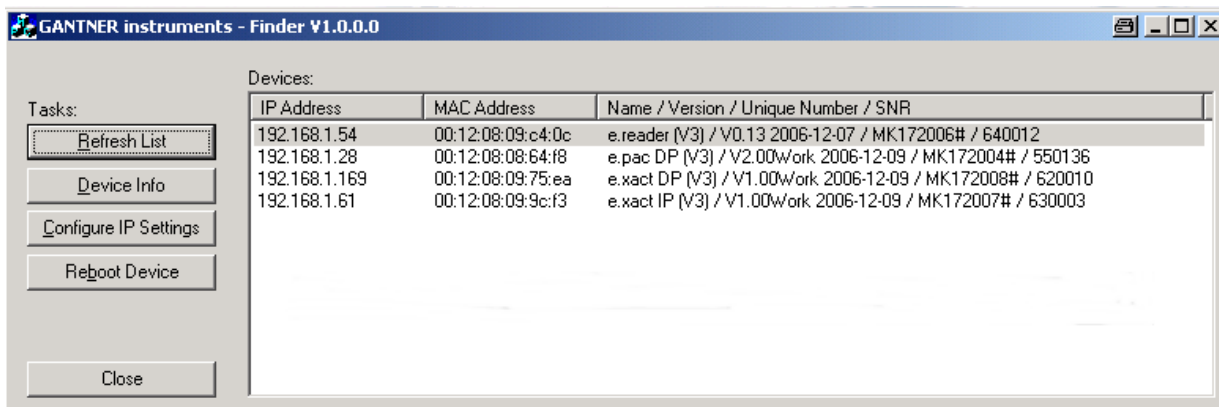 GANTNER instruments - Finder V1.0.0.0
Devices:
Tasks:
IP Address MAC Address Name / Version / Unique Number / SNR
Refresh List
192.168.1.54 00:12:08:09:c4:0c e.reader (V3) / V0.13 2006-12-07 / MK172006# / 640012
192.168.1.28 00:12:08:08:64:f8 e.pac DP (V3) / V2.00Work 2006-12-09 / MK172004# / 550136
192.168.1.169 00:12:08:09:75:ea e.xact DP (V3) / V1.00Work 2006-12-09 / MK172008# / 620010
192.168.1.61 00:12:08:09:9c:f3 e.xact IP (V3) / V1.00Work 2006-12-09 / MK172007# / 630003
Device Info
Configure IP Settings
Reboot Device
Close